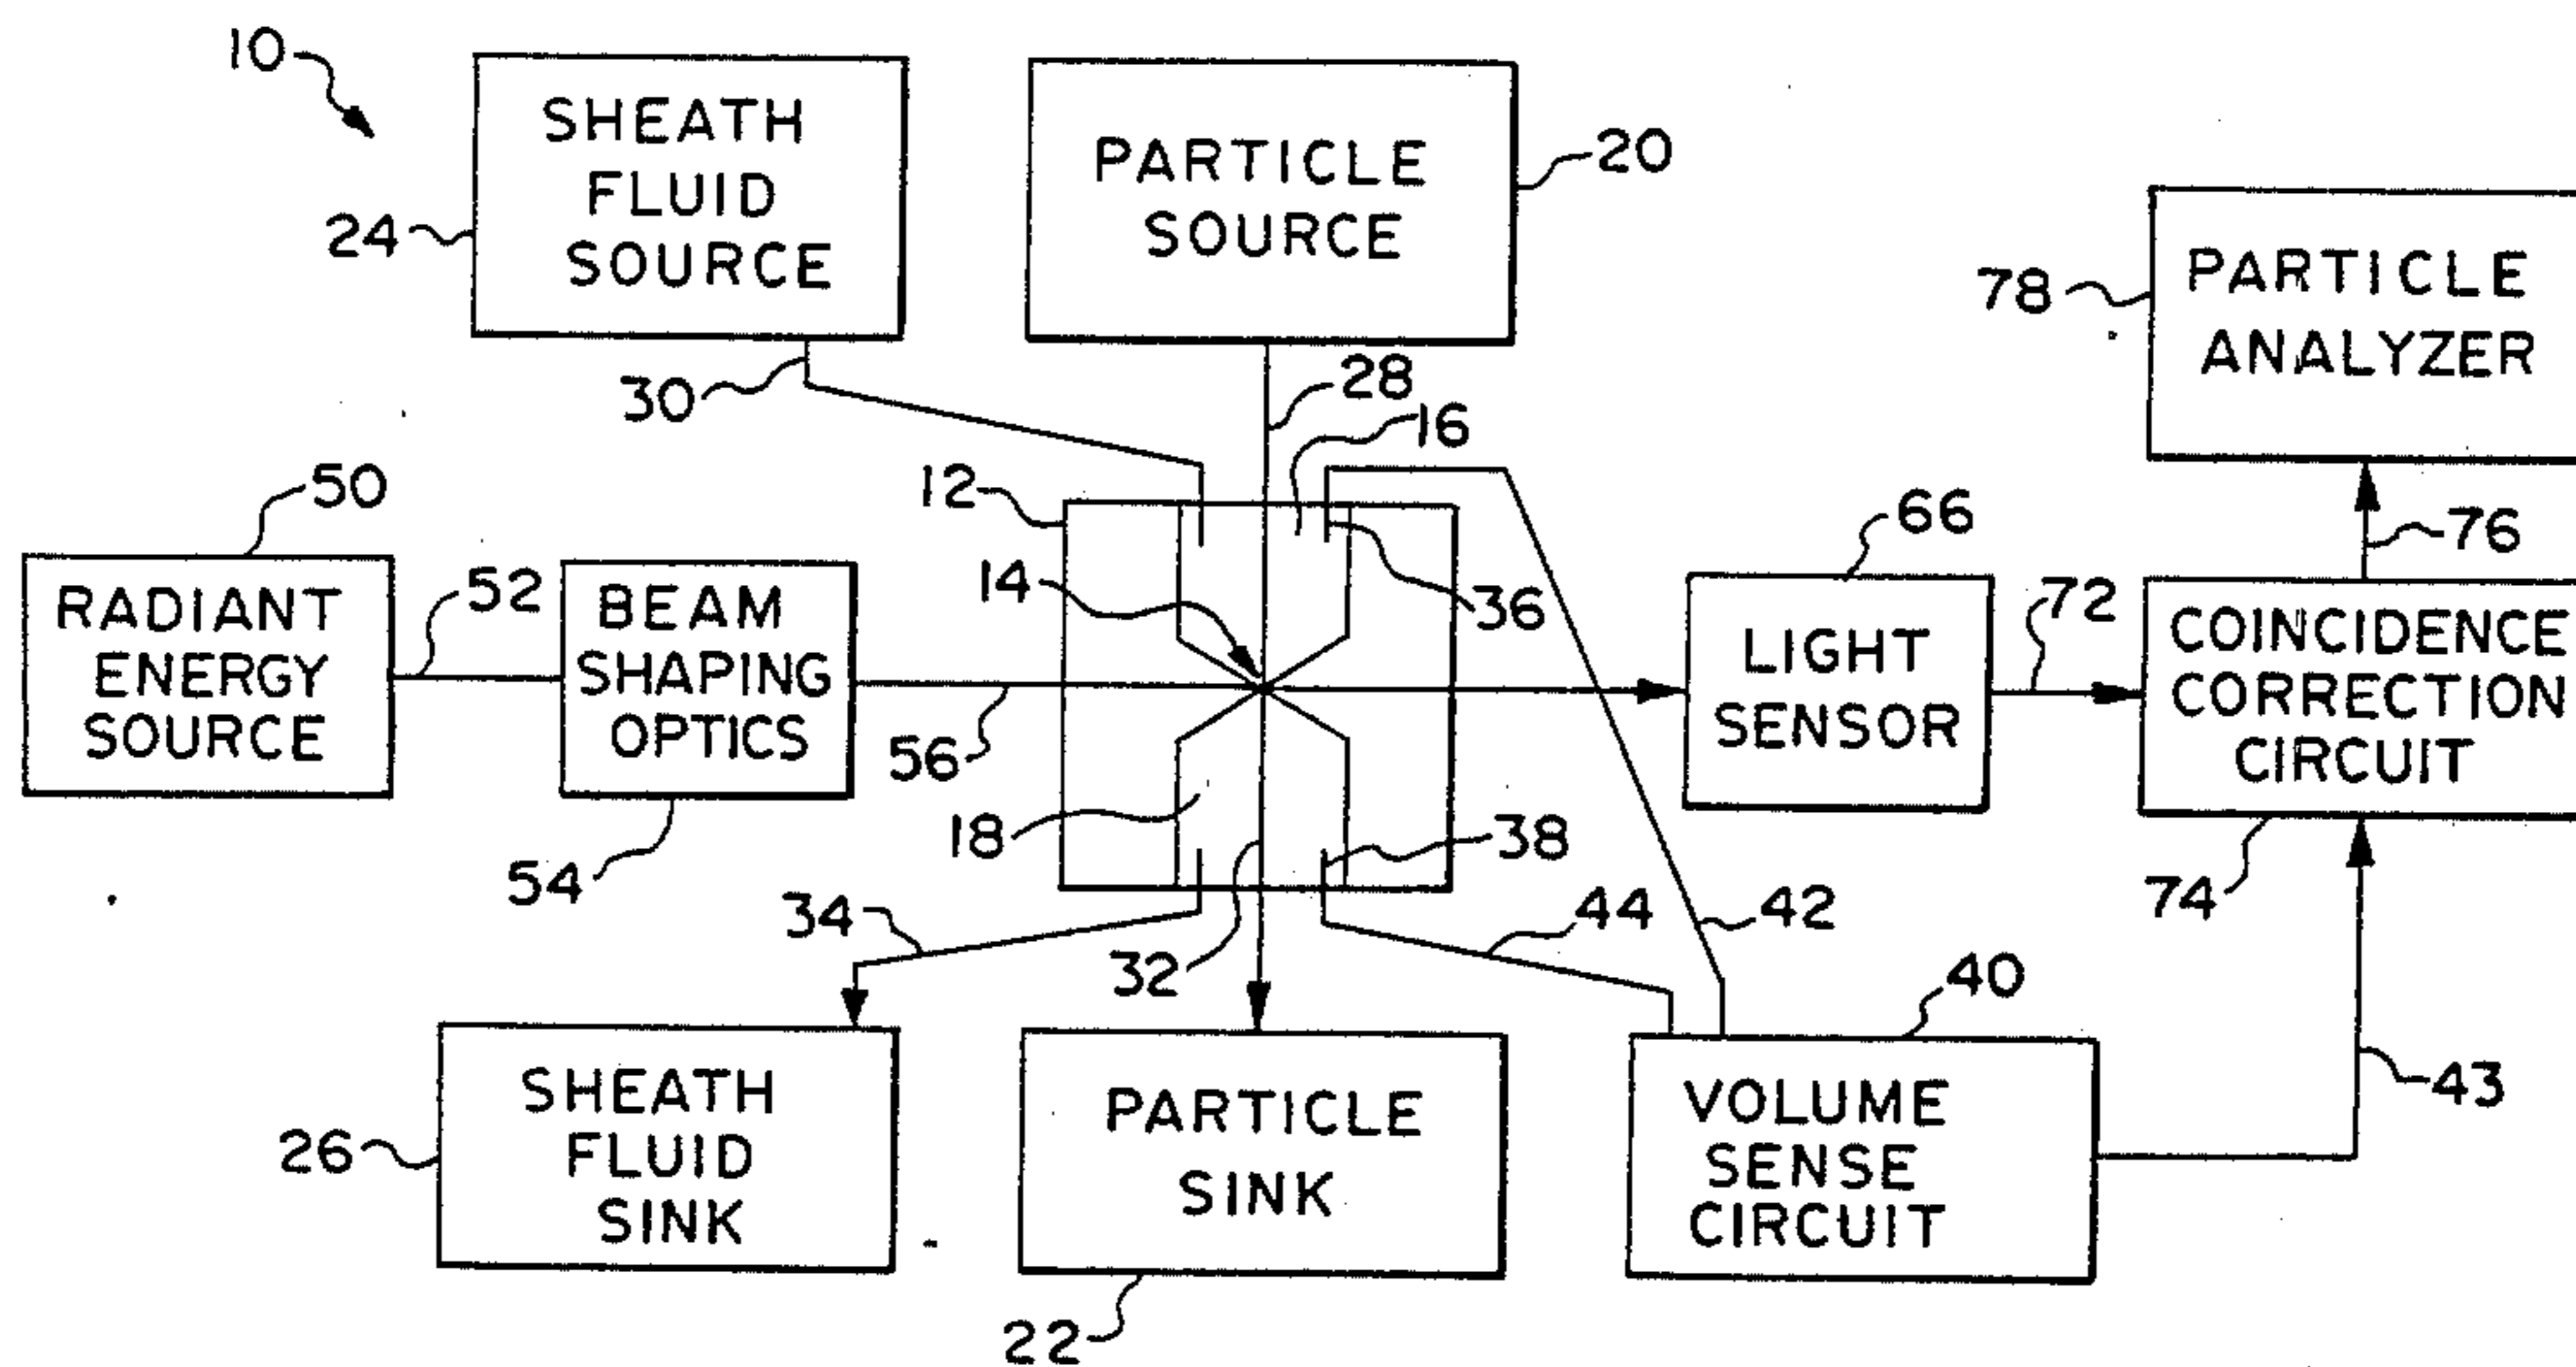 10
SHEATH
FLUID
SOURCE
24
30
PARTICLE
SOURCE
20
28
16
12
14
36
50
RADIANT
ENERGY
SOURCE
52
BEAM
SHAPING
OPTICS
54
56
18
38
66
LIGHT
SENSOR
72
78
PARTICLE
ANALYZER
76
COINCIDENCE
CORRECTION
CIRCUIT
74
34
32
44
42
40
43
26
SHEATH
FLUID
SINK
PARTICLE
SINK
22
VOLUME
SENSE
CIRCUIT